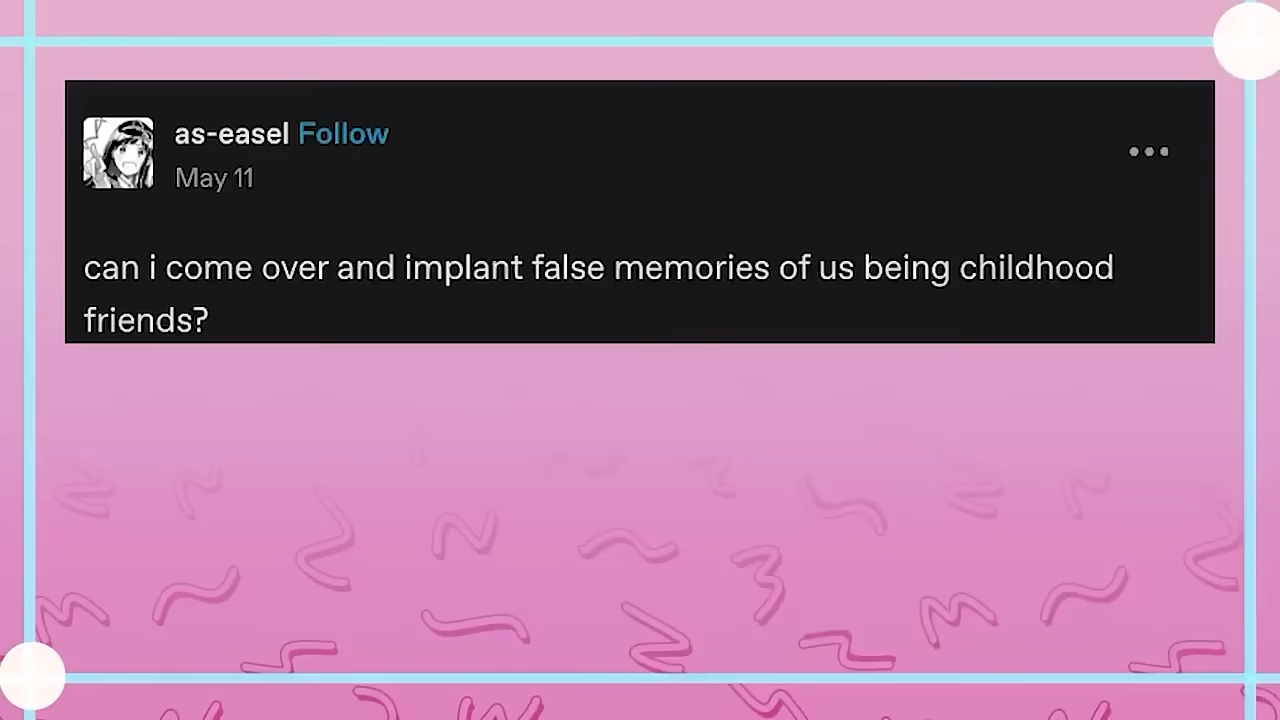 as-easel Follow
May 11
can i come over and implant false memories of us being childhood
friends?